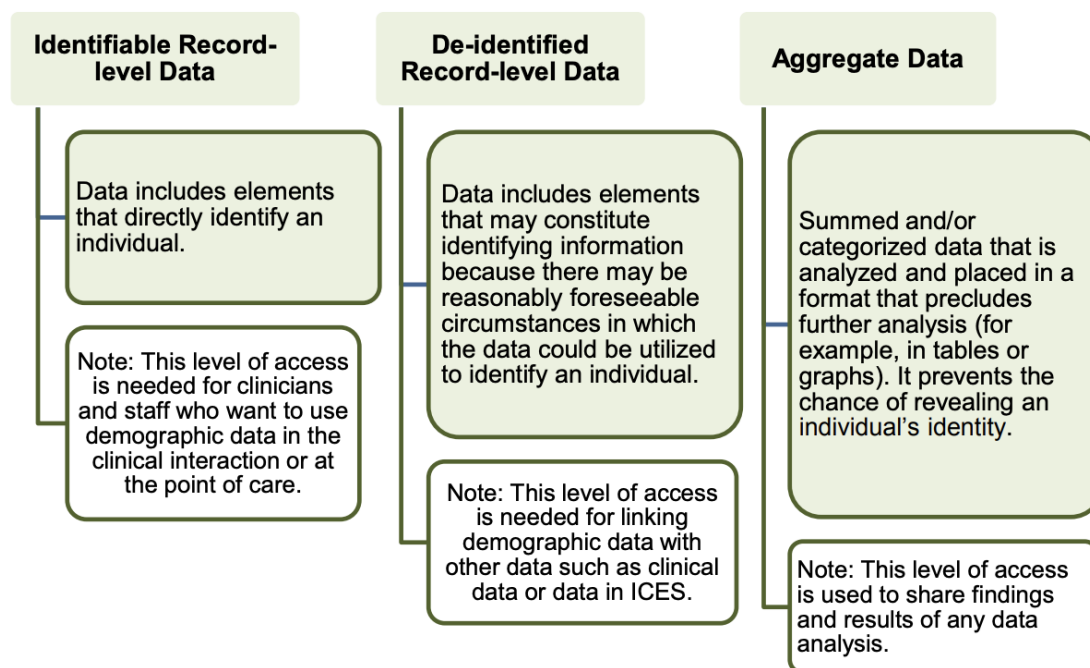 Identifiable Record-
level Data
Data includes elements
that directly identify an
individual.
Note: This level of access
is needed for clinicians
and staff who want to use
demographic data in the
clinical interaction or at
the point of care.
De-identified
Record-level Data
Data includes elements
that may constitute
identifying information
because there may be
reasonably foreseeable
circumstances in which
the data could be utilized
to identify an individual.
Note: This level of access
is needed for linking
demographic data with
other data such as clinical
data or data in ICES.
Aggregate Data
Summed and/or
categorized data that is
analyzed and placed in a
format that precludes
further analysis (for
example, in tables or
graphs). It prevents the
chance of revealing an
individual’s identity.
Note: This level of access
is used to share findings
and results of any data
analysis.